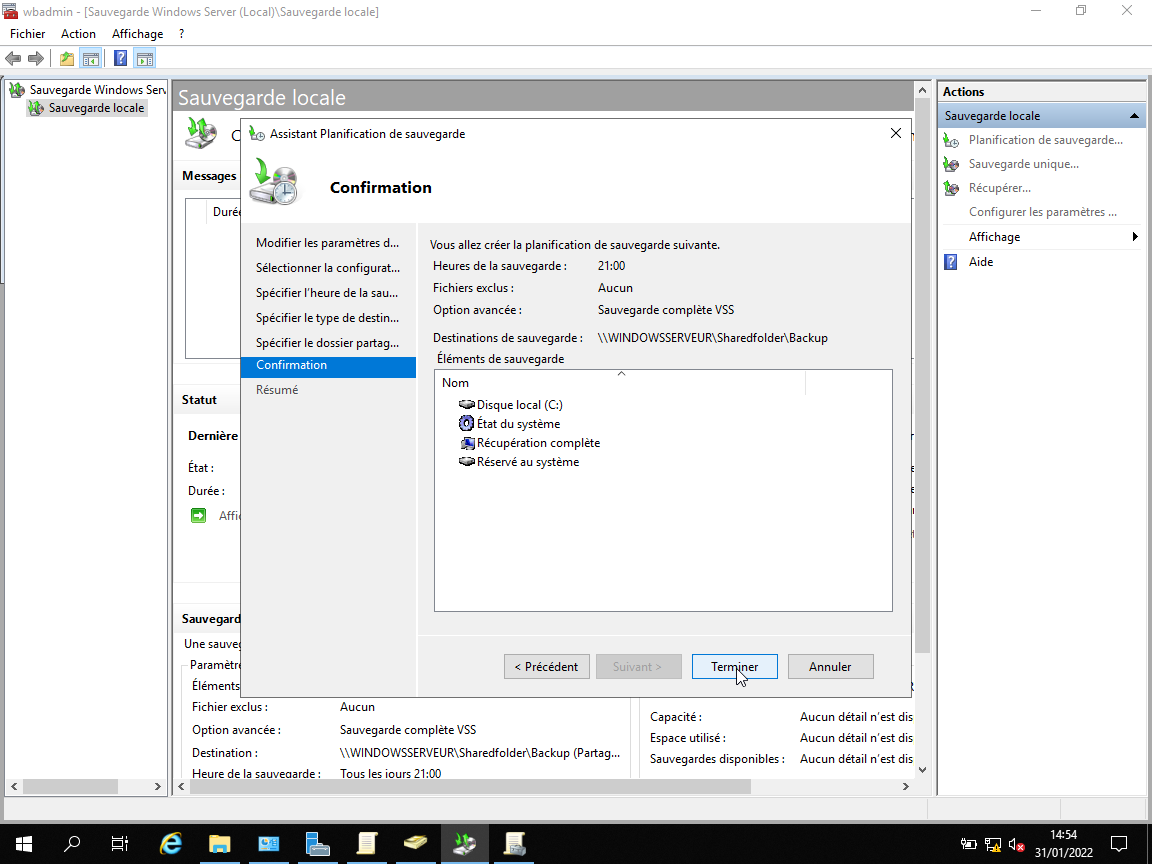 wbadmin - [Sauvegarde Windows Server (Local)\Sauvegarde locale]
Fichier Action Affichage ?
Sauvegarde Windows Serv
Sauvegarde locale
Sauvegarde locale
Messages
Durée
Statut
Dernière
État :
Durée :
Affi
Sauvegard
Une sauveg
Paramètre
Éléments
Fichier exclus : Aucun
Option avancée : Sauvegarde complète VSS
Destination : \\WINDOWSSERVEUR\Sharedfolder\Backup (Partag...
Heure de la sauvegarde : Tous les jours 21:00
Capacité : Aucun détail n'est dis
Espace utilisé : Aucun détail n'est dis
Sauvegardes disponibles : Aucun détail n'est dis
Assistant Planification de sauvegarde
Confirmation
Modifier les paramètres d...
Sélectionner la configurat...
Spécifier l'heure de la sau...
Spécifier le type de destin...
Spécifier le dossier partag...
Confirmation
Résumé
Vous allez créer la planification de sauvegarde suivante.
Heures de la sauvegarde : 21:00
Fichiers exclus : Aucun
Option avancée : Sauvegarde complète VSS
Destinations de sauvegarde : \\WINDOWSSERVEUR\Sharedfolder\Backup
Éléments de sauvegarde
Nom
Disque local (C:)
État du système
Récupération complète
Réservé au système
< Précédent Suivant > Terminer Annuler
Actions
Sauvegarde locale
Planification de sauvegarde...
Sauvegarde unique...
Récupérer...
Configurer les paramètres ...
Affichage
Aide
14:54
31/01/2022